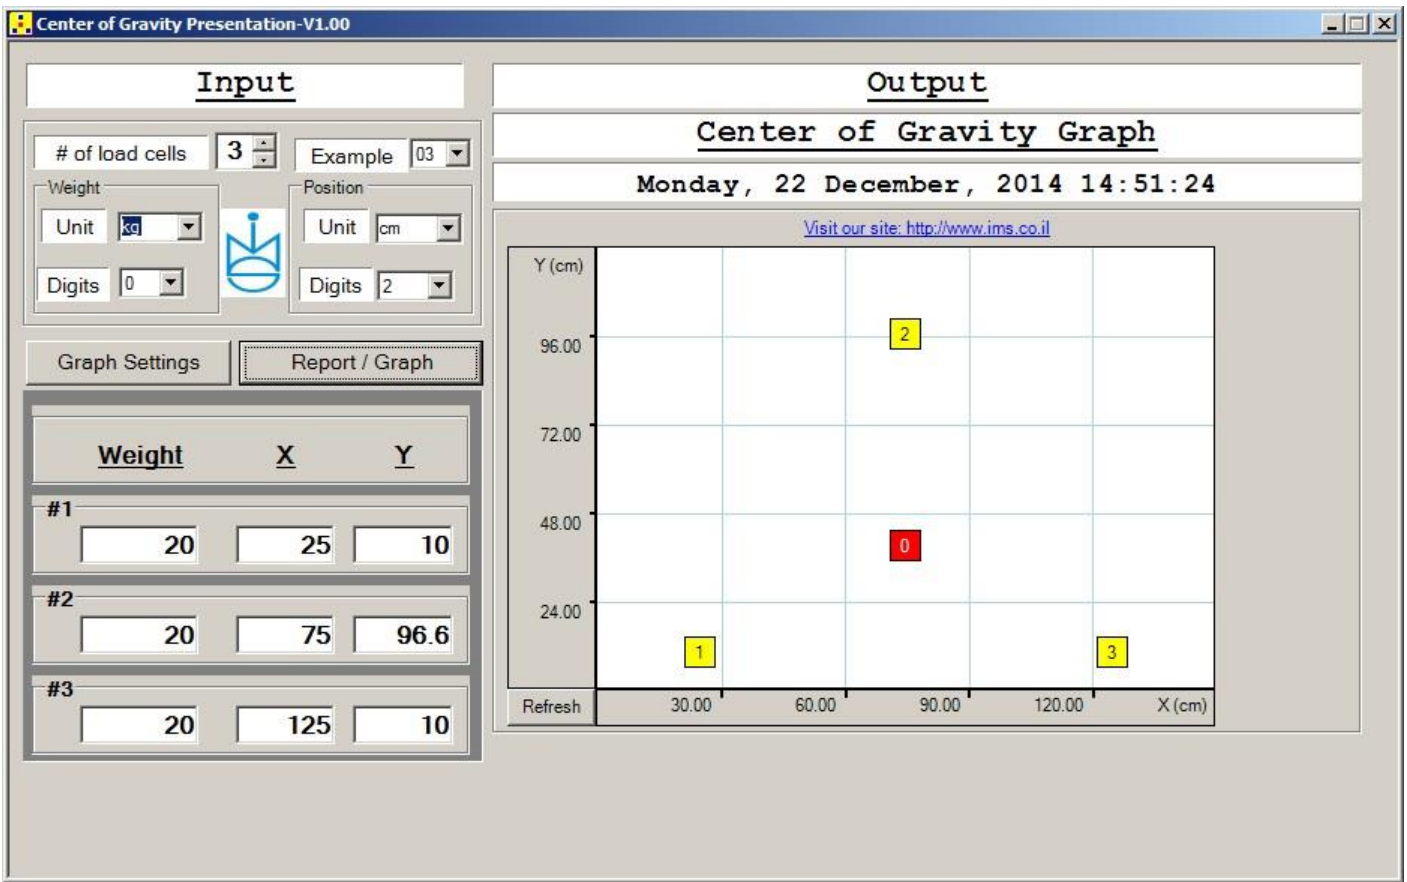 Center of Gravity Presentation-V1.00
Input
# of load cells 3 Example 03
Weight
Unit kg
Digits 0
Position
Unit cm
Digits 2
Graph Settings Report / Graph
Weight X Y
#1
20 25 10
#2
20 75 96.6
#3
20 125 10
Output
Center of Gravity Graph
Monday, 22 December, 2014 14:51:24
Visit our site: http://www.ims.co.il
Y (cm)
2
96.00
72.00
48.00
0
24.00
1 3
Refresh 30.00 60.00 90.00 120.00 X (cm)